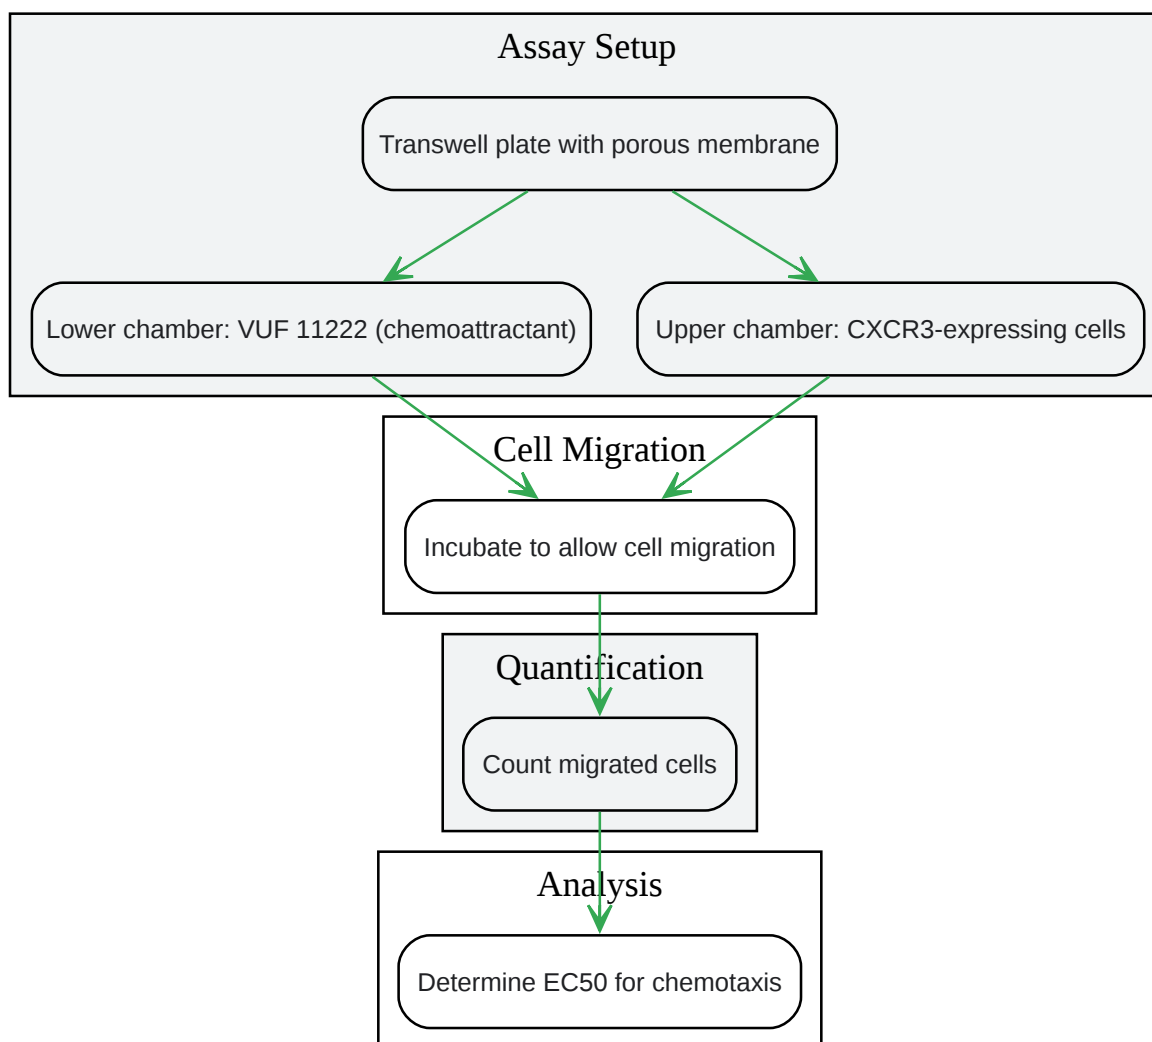 Assay Setup
Transwell plate with porous membrane
Lower chamber: VUF 11222 (chemoattractant)
Upper chamber: CXCR3-expressing cells
Cell Migration
Incubate to allow cell migration
Quantification
Count migrated cells
Analysis
Determine EC50 for chemotaxis